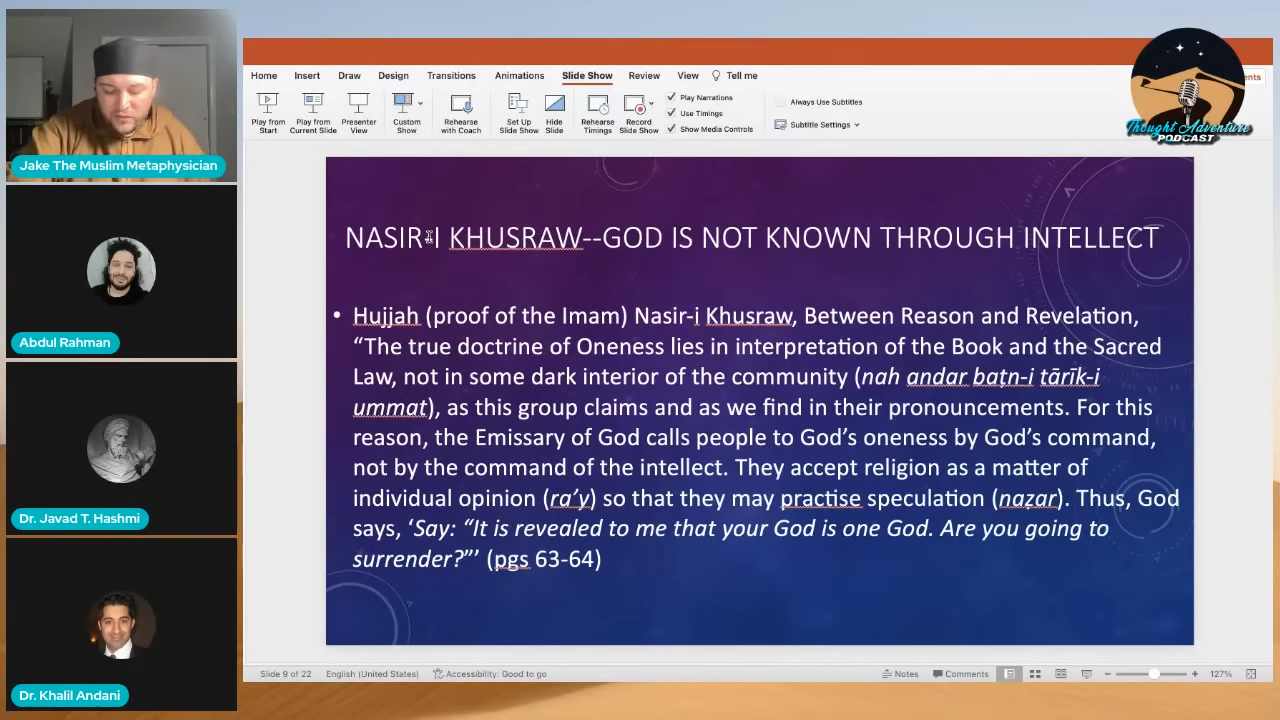 Jake The Muslim Metaphysician
Abdul Rahman
Dr. Javad T. Hashmi
Dr. Khalil Andani
Home Insert Draw Design Transitions Animations Slide Show Review View Tell me
Play from Start
Play from Current Slide
Presenter View
Custom Show
Rehearse with Coach
Set Up Slide Show
Hide Slide
Rehearse Timings
Record Slide Show
Play Narrations
Use Timings
Show Media Controls
Always Use Subtitles
Subtitle Settings
Thought Adventure
PODCAST
NASIR-I KHUSRAW--GOD IS NOT KNOWN THROUGH INTELLECT
• Hujjah (proof of the Imam) Nasir-i Khusraw, Between Reason and Revelation,
“The true doctrine of Oneness lies in interpretation of the Book and the Sacred
Law, not in some dark interior of the community (nah andar baṭn-i tārīk-i
ummat), as this group claims and as we find in their pronouncements. For this
reason, the Emissary of God calls people to God’s oneness by God’s command,
not by the command of the intellect. They accept religion as a matter of
individual opinion (ra’y) so that they may practise speculation (naẓar). Thus, God
says, ‘Say: “It is revealed to me that your God is one God. Are you going to
surrender?”’ (pgs 63-64)
Slide 9 of 22 English (United States) Accessibility: Good to go Notes Comments 127%